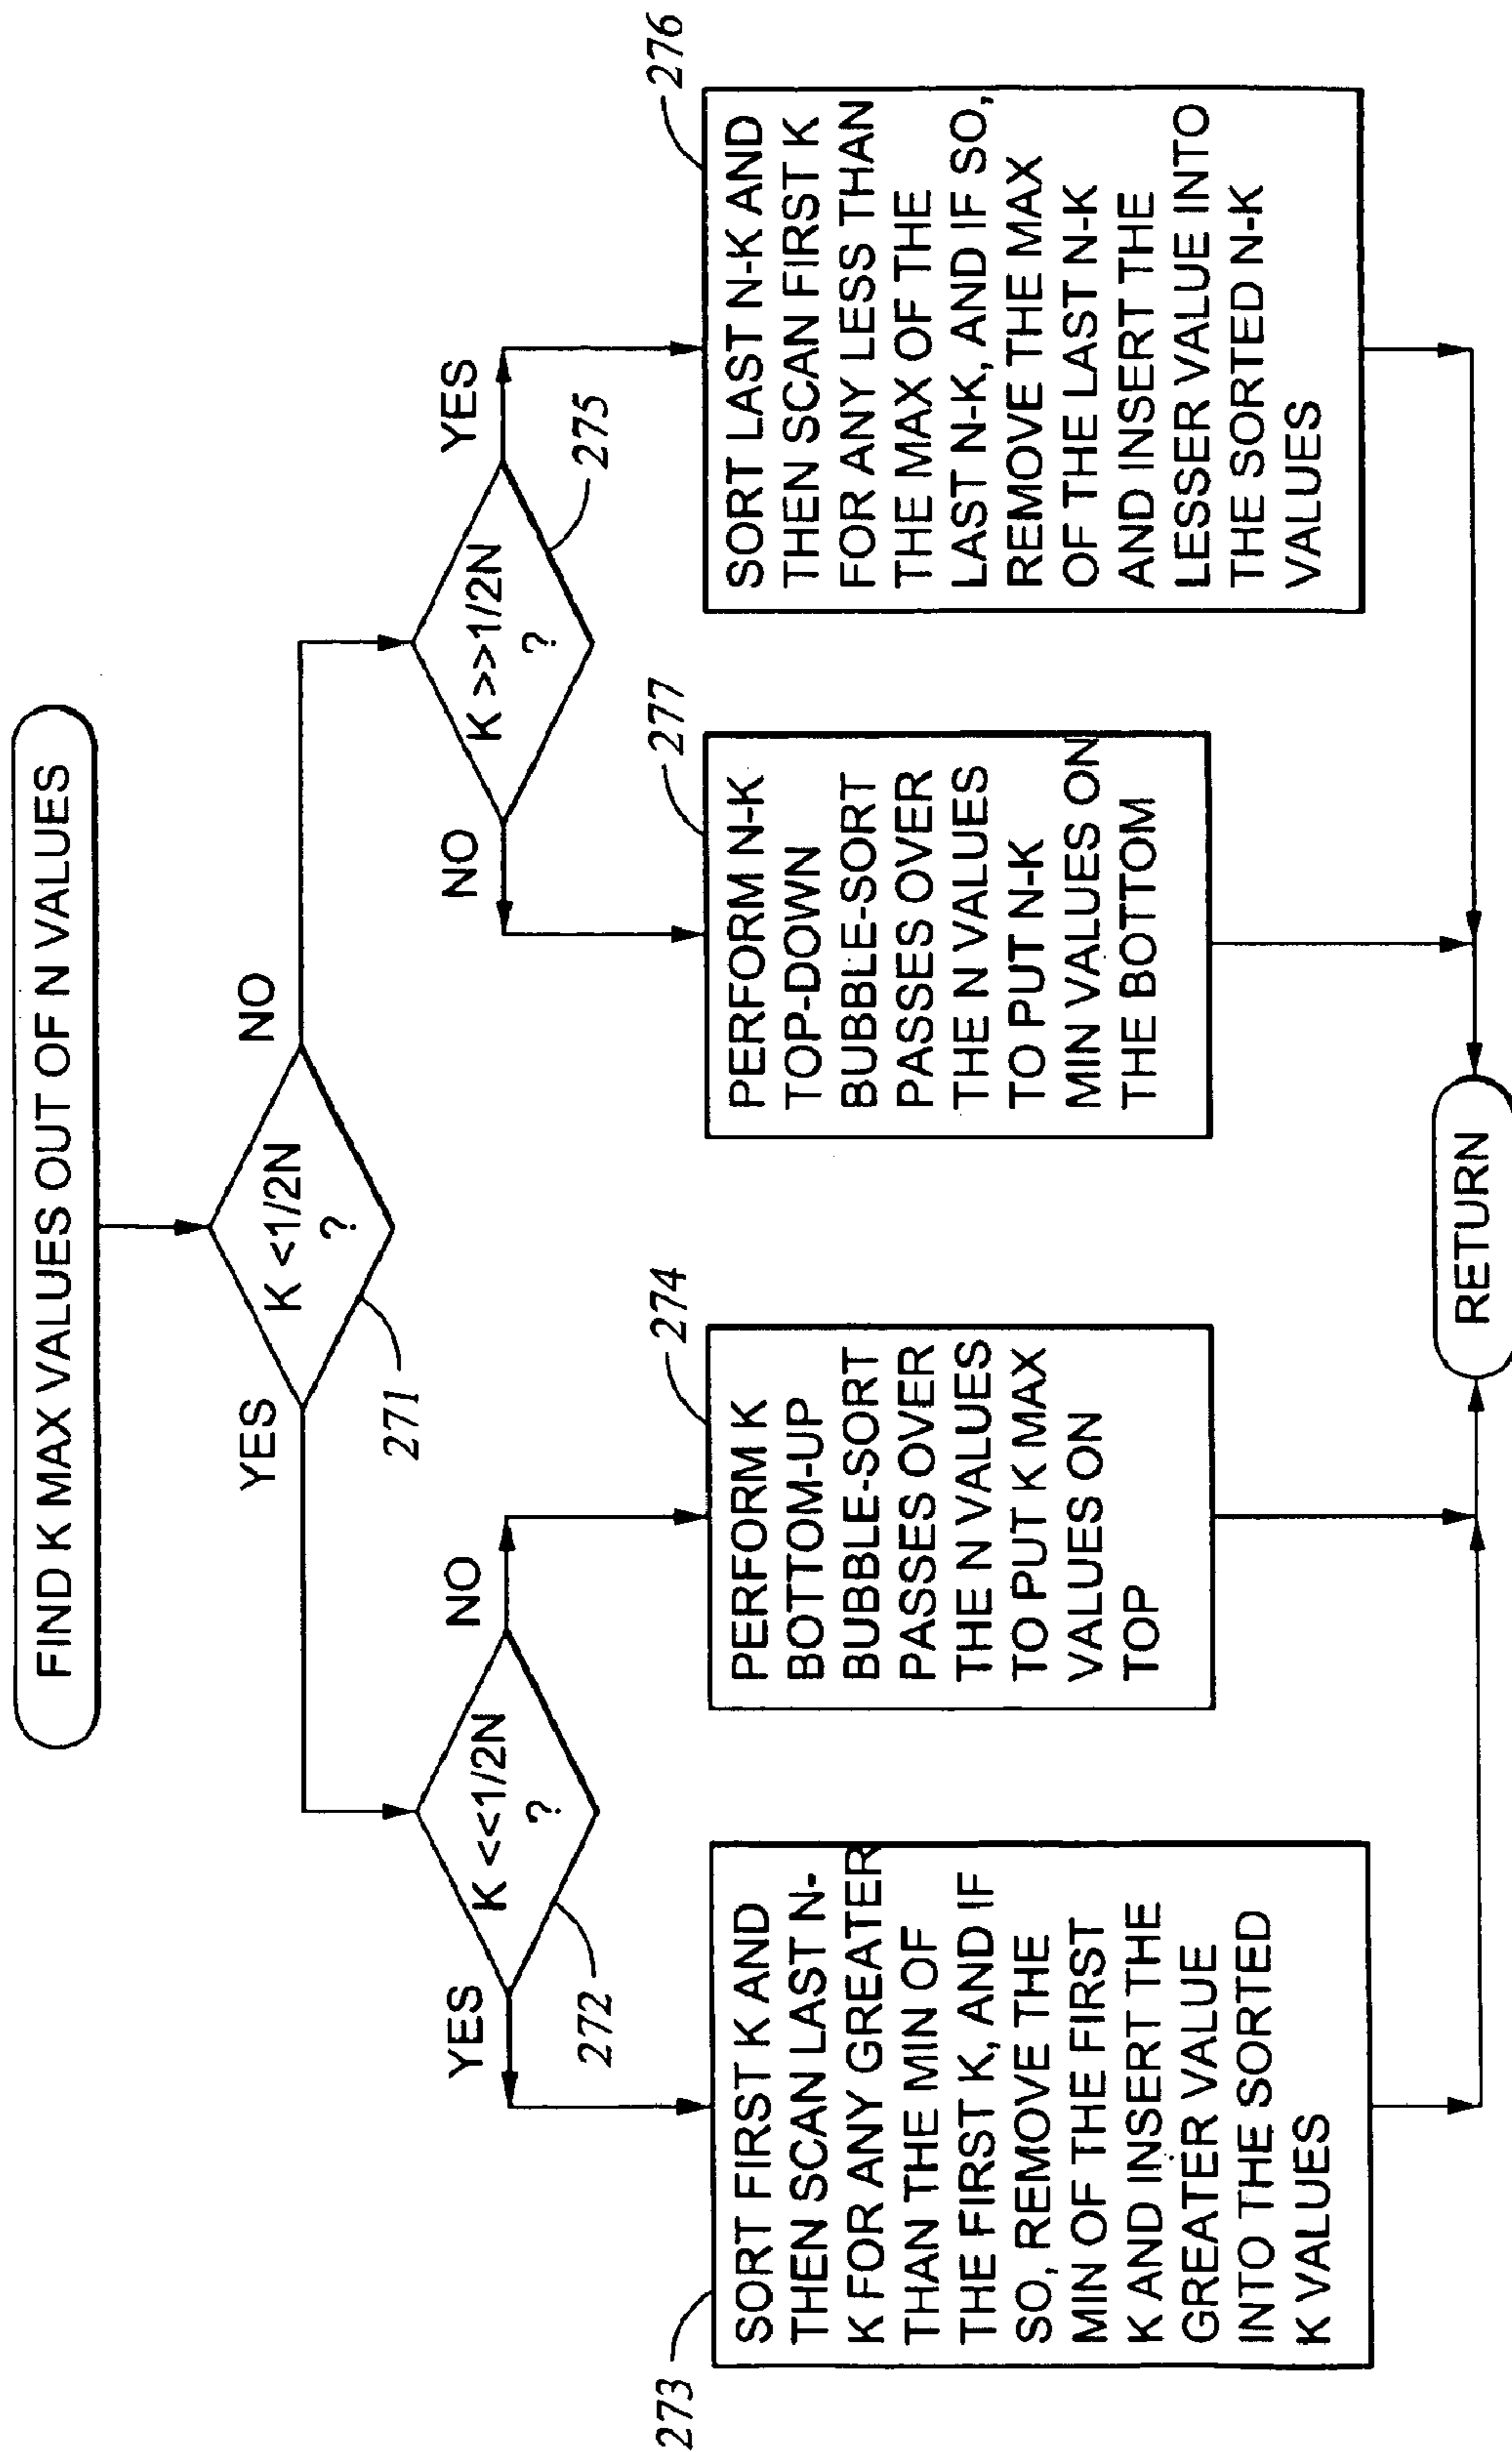 FIND K MAX VALUES OUT OF N VALUES
K <1/2N
?
271
YES
NO
K <<1/2N
?
272
YES
NO
K >>1/2N
?
275
NO
YES
273
SORT FIRST K AND
THEN SCAN LAST N-
K FOR ANY GREATER
THAN THE MIN OF
THE FIRST K, AND IF
SO, REMOVE THE
MIN OF THE FIRST
K AND INSERT THE
GREATER VALUE
INTO THE SORTED
K VALUES
274
PERFORM K
BOTTOM-UP
BUBBLE-SORT
PASSES OVER
THE N VALUES
TO PUT K MAX
VALUES ON
TOP
277
PERFORM N-K
TOP-DOWN
BUBBLE-SORT
PASSES OVER
THE N VALUES
TO PUT N-K
MIN VALUES ON
THE BOTTOM
276
SORT LAST N-K AND
THEN SCAN FIRST K
FOR ANY LESS THAN
THE MAX OF THE
LAST N-K, AND IF SO,
REMOVE THE MAX
OF THE LAST N-K
AND INSERT THE
LESSER VALUE INTO
THE SORTED N-K
VALUES
RETURN